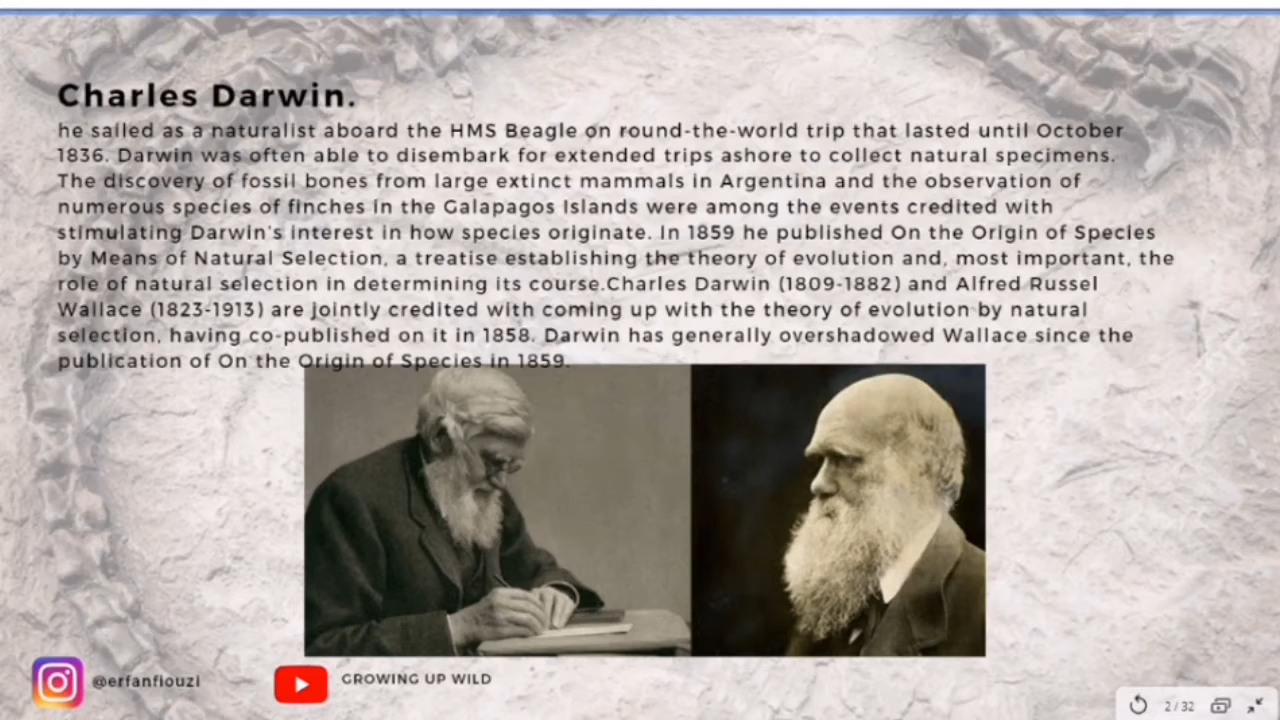 Charles Darwin.
he sailed as a naturalist aboard the HMS Beagle on round-the-world trip that lasted until October
1836. Darwin was often able to disembark for extended trips ashore to collect natural specimens.
The discovery of fossil bones from large extinct mammals in Argentina and the observation of
numerous species of finches in the Galapagos Islands were among the events credited with
stimulating Darwin's interest in how species originate. In 1859 he published On the Origin of Species
by Means of Natural Selection, a treatise establishing the theory of evolution and, most important, the
role of natural selection in determining its course.Charles Darwin (1809-1882) and Alfred Russel
Wallace (1823-1913) are jointly credited with coming up with the theory of evolution by natural
selection, having co-published on it in 1858. Darwin has generally overshadowed Wallace since the
publication of On the Origin of Species in 1859.
@erfanfiouzi
GROWING UP WILD
2 / 32